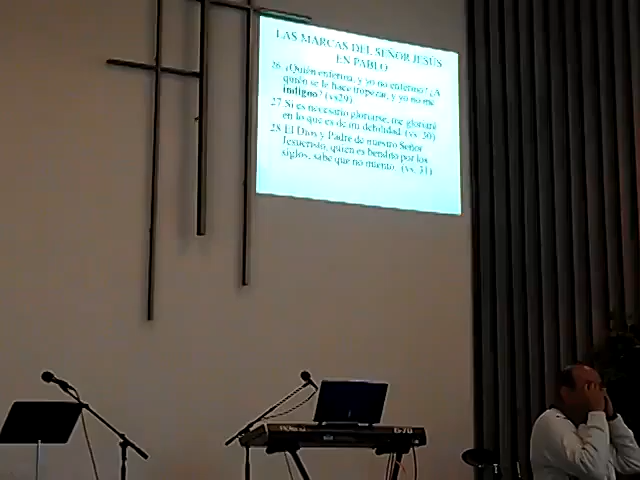 LAS MARCAS DEL SEÑOR JESÚS
EN PABLO
26 ¿Quién enferma, y yo no enfermo? ¿A
quién se le hace tropezar, y yo no me
indigno? (vs29)
27 Si es necesario gloriarse, me gloriaré
en lo que es de mi debilidad. (vs. 30)
28 El Dios y Padre de nuestro Señor
Jesucristo, quien es bendito por los
siglos, sabe que no miento. (vs. 31)
Roland
G-70